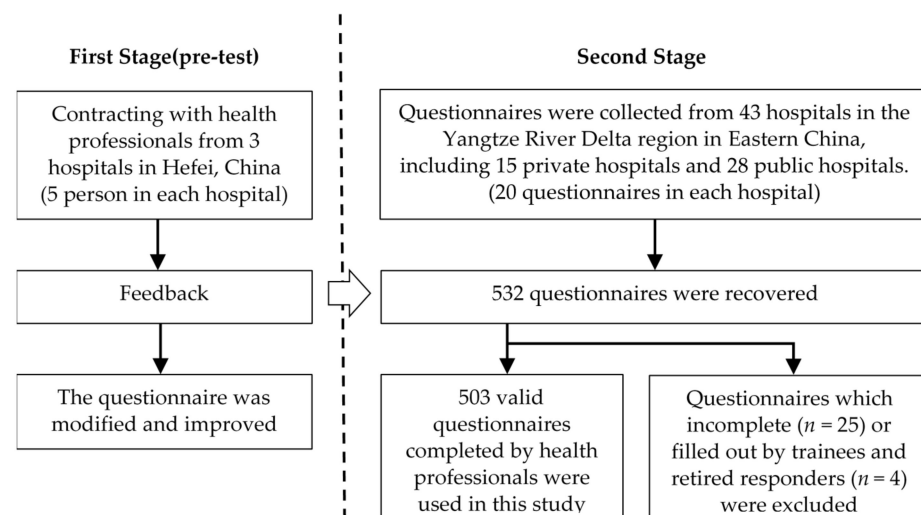 First Stage(pre-test)
Contracting with health
professionals from 3
hospitals in Hefei, China
(5 person in each hospital)
Feedback
The questionnaire was
modified and improved
Second Stage
Questionnaires were collected from 43 hospitals in the
Yangtze River Delta region in Eastern China,
including 15 private hospitals and 28 public hospitals.
(20 questionnaires in each hospital)
532 questionnaires were recovered
503 valid
questionnaires
completed by health
professionals were
used in this study
Questionnaires which
incomplete (n = 25) or
filled out by trainees and
retired responders (n = 4)
were excluded